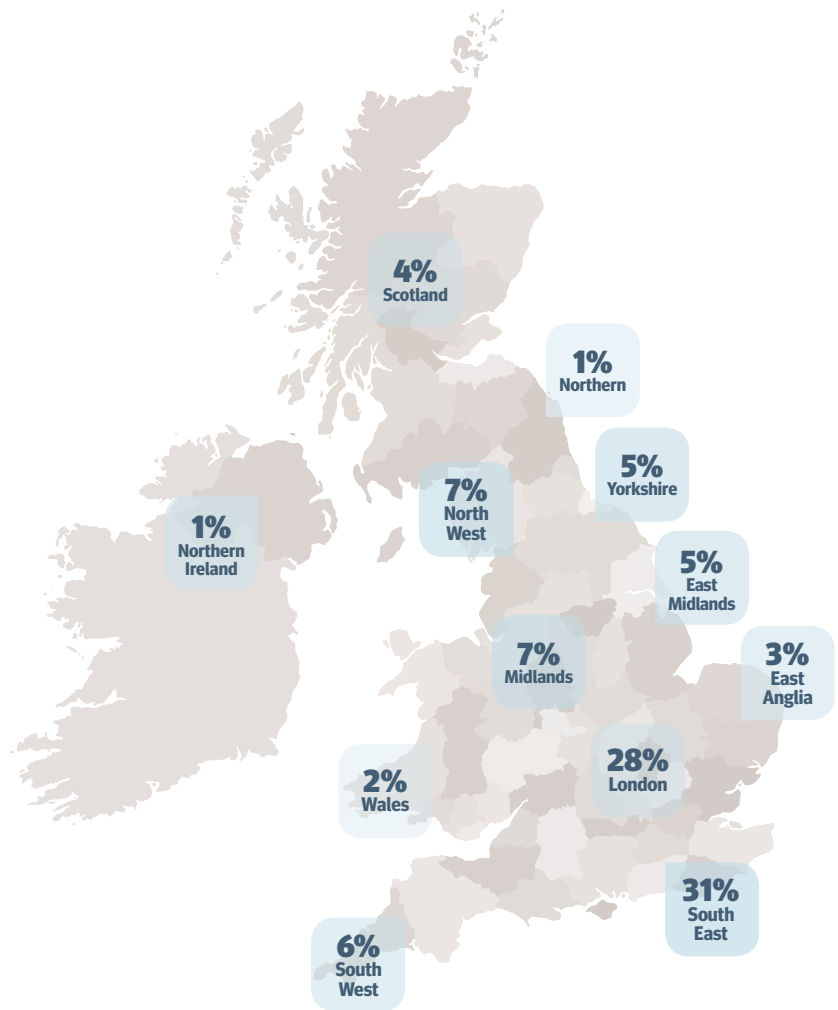 4%
Scotland
1%
Northern
5%
Yorkshire
7%
North
West
1%
Northern
Ireland
5%
East
Midlands
7%
Midlands
3%
East
Anglia
28%
London
2%
Wales
31%
South
East
6%
South
West